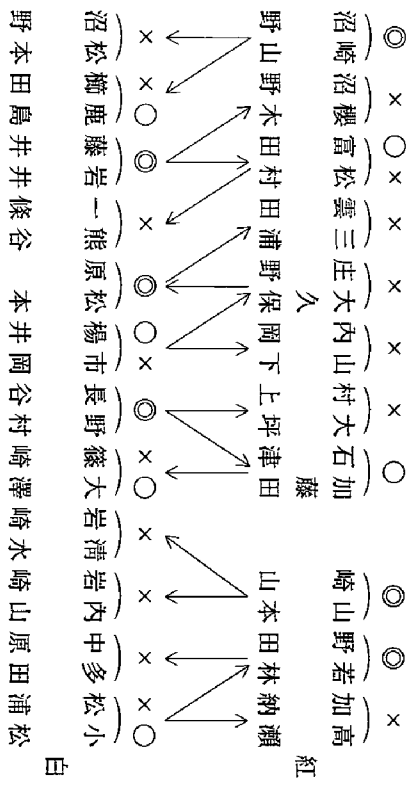 紅
× 高瀬 加納
◎ 若林 野田
◎ 山本 崎山
○ 加藤田 石津
× 大坪 村上
× 山下 內岡
× 大久保 庄野
× 三浦 雲田
× 松村 ○ 富田
× 櫻木 沼野
◎ 崎山 沼野
白
○ 小松 × 松浦
× 多田 中原
× 內山 岩崎
× 淸水 岩崎
○ 大澤 × 篠崎
◎ 野村 長谷
× 市岡 ○ 楊井
◎ 松本 原
× 熊谷 一條
◎ 岩井 藤井
○ 鹿島 × 櫛田
× 松本 沼野